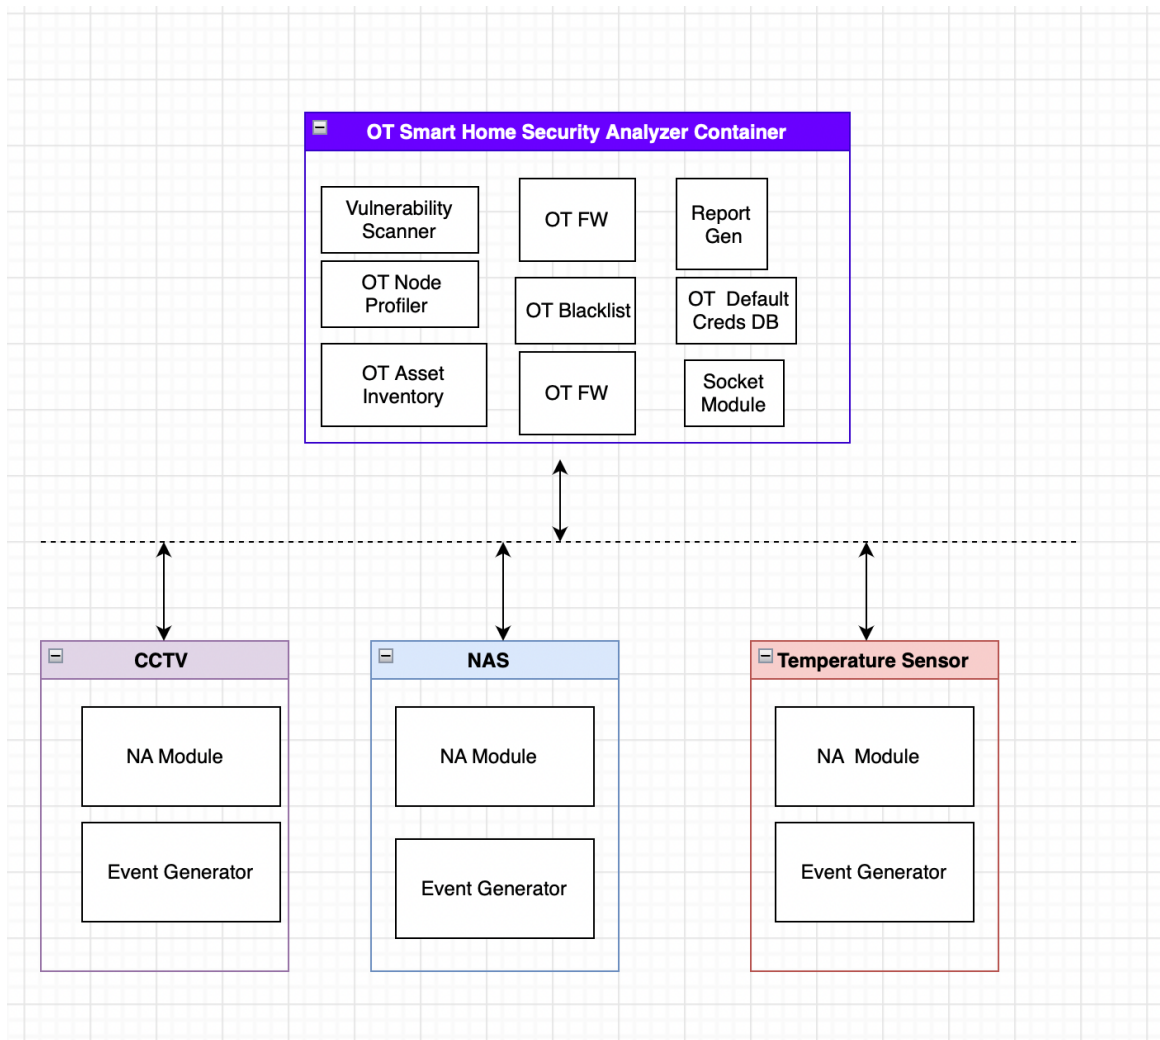 OT Smart Home Security Analyzer Container
Vulnerability
Scanner
OT FW
Report
Gen
OT Node
Profiler
OT Blacklist
OT  Default
Creds DB
OT Asset
Inventory
OT FW
Socket
Module
CCTV
NAS
Temperature Sensor
NA Module
NA Module
NA  Module
Event Generator
Event Generator
Event Generator